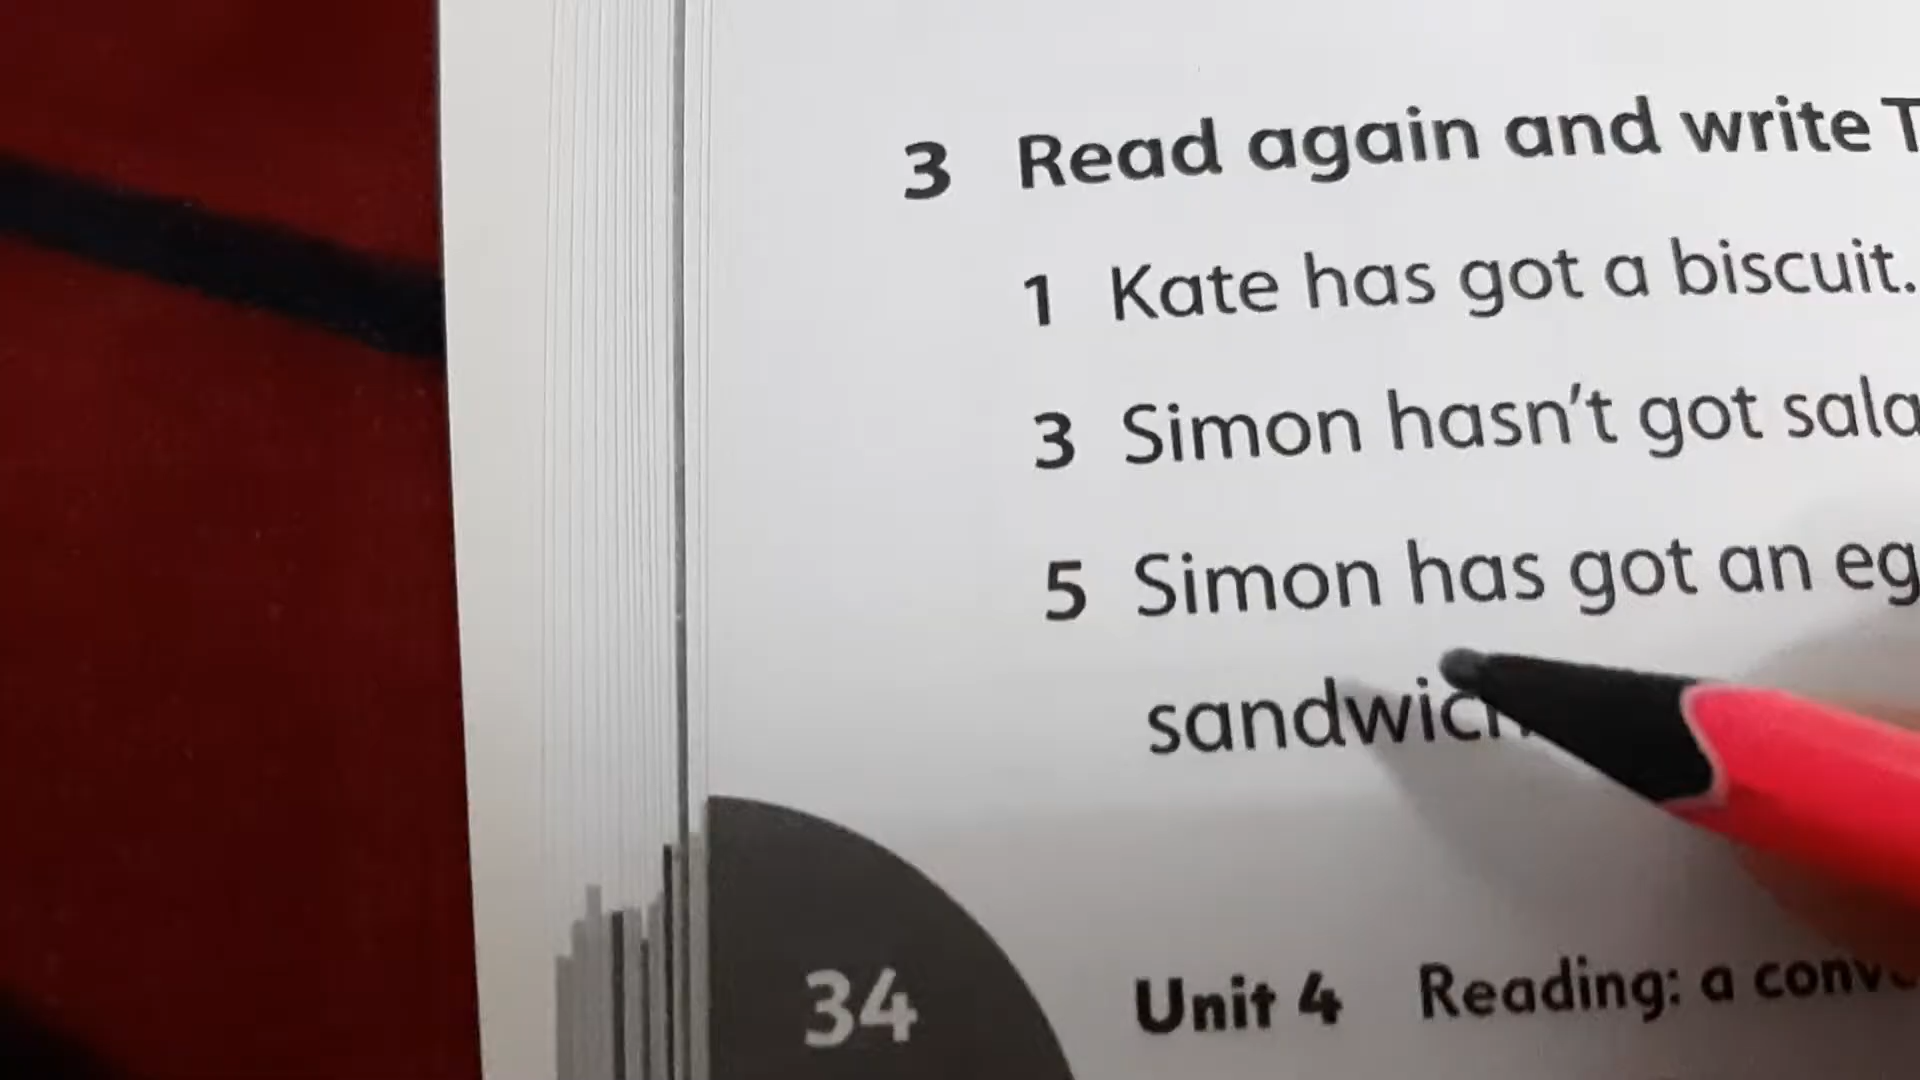 3 Read again and write T
1 Kate has got a biscuit.
3 Simon hasn't got
5 Simon has got an
34 Unit 4 Reading: a